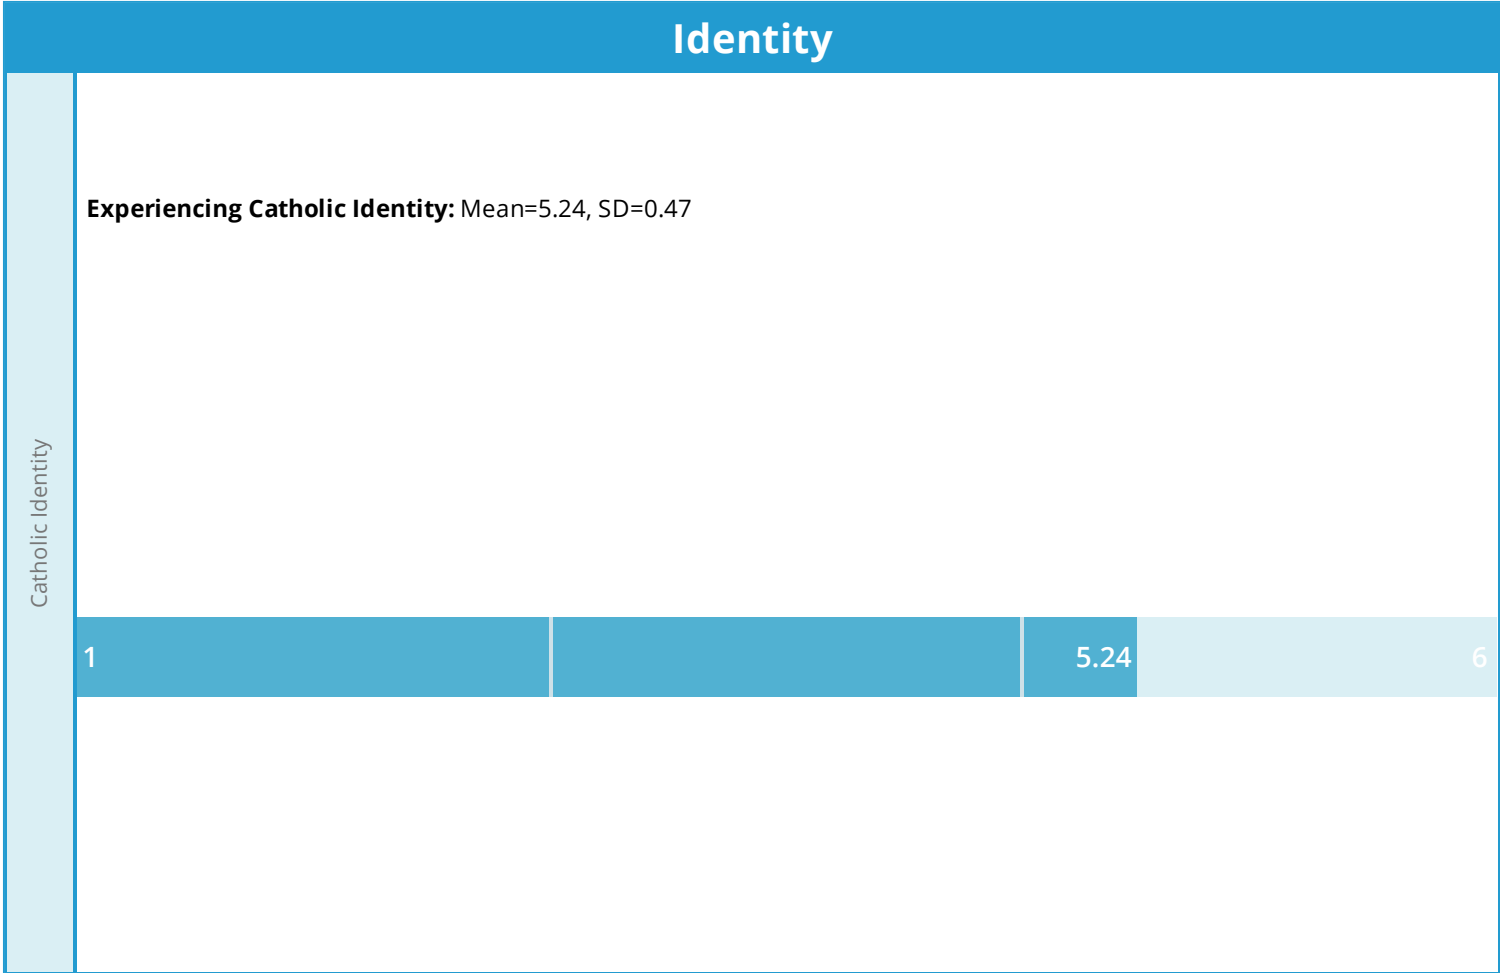 Identity
Experiencing Catholic Identity: Mean=5.24, SD=0.47
Catholic Identity
1
5.24
6